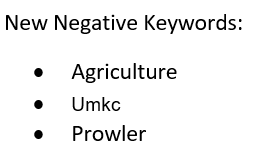 New Negative Keywords:
• Agriculture
• Umkc
• Prowler